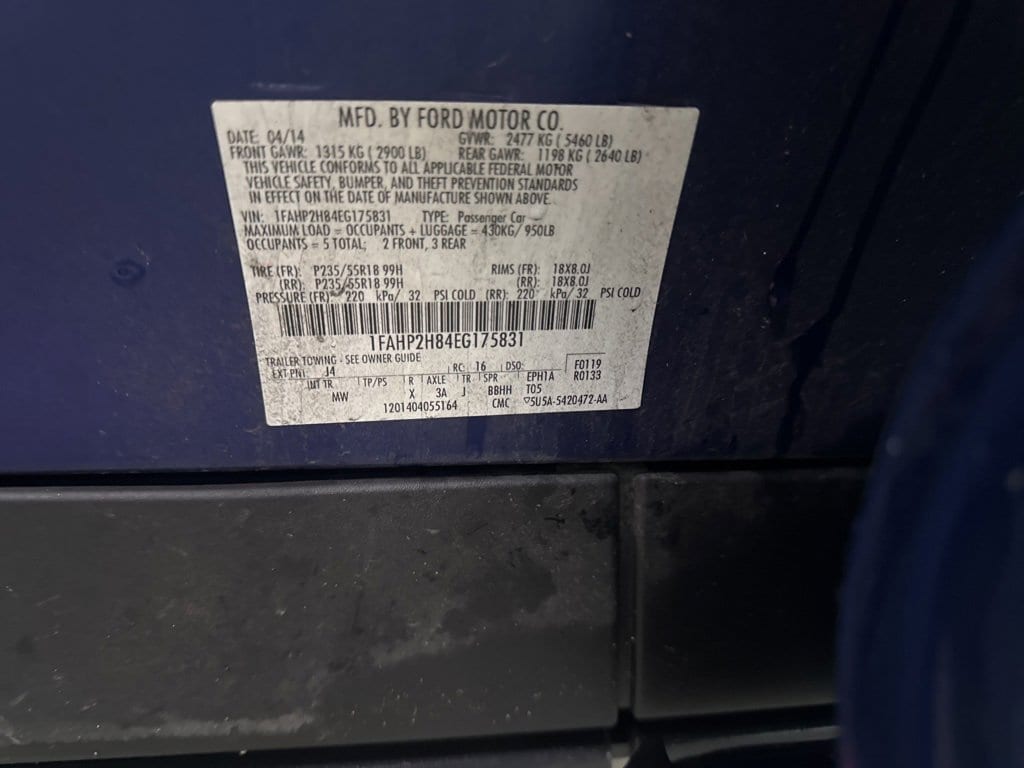 MFD. BY FORD MOTOR CO.
DATE: 04/14 GVWR: 2477 KG ( 5460 LB)
FRONT GAWR: 1315 KG ( 2900 LB) REAR GAWR: 1198 KG ( 2640 LB)
THIS VEHICLE CONFORMS TO ALL APPLICABLE FEDERAL MOTOR
VEHICLE SAFETY, BUMPER, AND THEFT PREVENTION STANDARDS
IN EFFECT ON THE DATE OF MANUFACTURE SHOWN ABOVE.
VIN: 1FAHP2H84EG175831 TYPE: Passenger Car
MAXIMUM LOAD = OCCUPANTS + LUGGAGE = 430KG/ 950LB
OCCUPANTS = 5 TOTAL; 2 FRONT, 3 REAR
TIRE (FR): P235/55R18 99H RIMS (FR): 18X8.0J
(RR): P235/55R18 99H (RR): 18X8.0J
PRESSURE (FR): 220 kPa/ 32 PSI COLD (RR): 220 kPa/ 32 PSI COLD
1FAHP2H84EG175831
TRAILER TOWING - SEE OWNER GUIDE
EXT PNT: J4 RC: 16 DSO: F0119
INT TR TP/PS R AXLE TR SPR EPH1A R0133
MW X 3A J BBHH T05
1201404055164 CMC ▽5U5A-5420472-AA